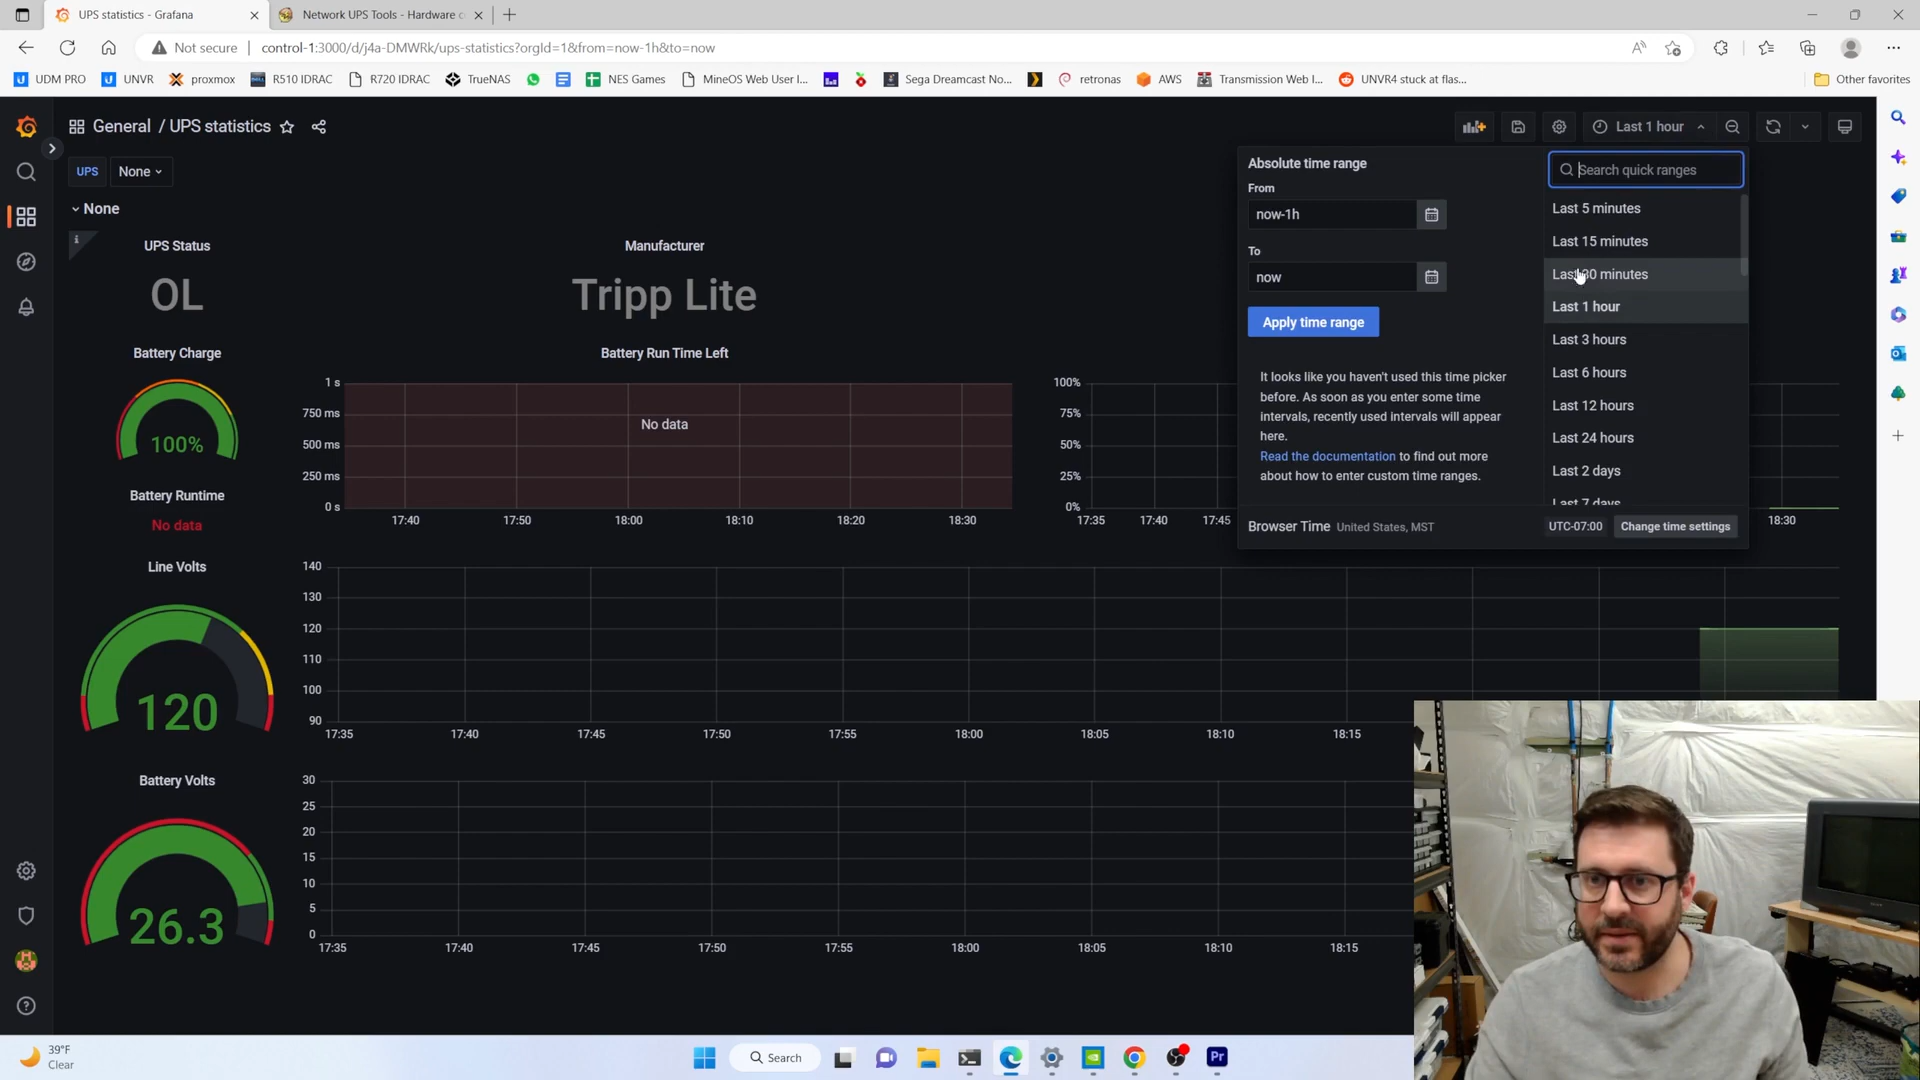 UPS statistics - Grafana
Network UPS Tools - Hardware c
Not secure
control-1:3000/d/j4a-DMWRk/ups-statistics?orgId=1&from=now-1h&to=now
UDM PRO
UNVR
proxmox
R510 IDRAC
R720 IDRAC
TrueNAS
NES Games
MineOS Web User I...
Sega Dreamcast No...
retronas
AWS
Transmission Web I...
UNVR4 stuck at flas...
Other favorites
General / UPS statistics
Last 1 hour
UPS
None
None
UPS Status
OL
Manufacturer
Tripp Lite
Battery Charge
100%
Battery Run Time Left
1 s
750 ms
500 ms
250 ms
0 s
No data
17:40
17:50
18:00
18:10
18:20
18:30
100%
75%
50%
25%
0%
17:35
17:40
17:45
18:30
Absolute time range
From
now-1h
To
now
Apply time range
It looks like you haven't used this time picker
before. As soon as you enter some time
intervals, recently used intervals will appear
here.
Read the documentation to find out more
about how to enter custom time ranges.
Search quick ranges
Last 5 minutes
Last 15 minutes
Last 30 minutes
Last 1 hour
Last 3 hours
Last 6 hours
Last 12 hours
Last 24 hours
Last 2 days
Last 7 days
Browser Time United States, MST
UTC-07:00
Change time settings
Battery Runtime
No data
Line Volts
120
140
130
120
110
100
90
17:35
17:40
17:45
17:50
17:55
18:00
18:05
18:10
18:15
Battery Volts
26.3
30
25
20
15
10
5
0
17:35
17:40
17:45
17:50
17:55
18:00
18:05
18:10
18:15
39°F
Clear
Search
Pr